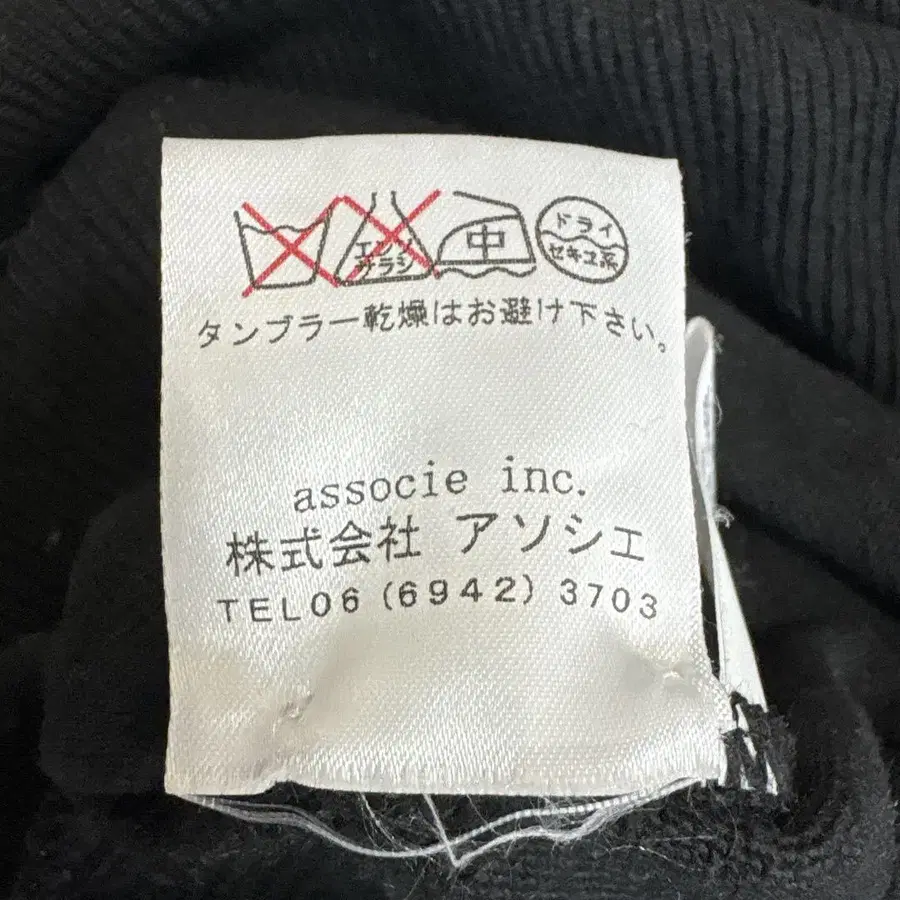 エンソ
サラシ
中
ドライ
セキユ系
タンブラー乾燥はお避け下さい。
associe inc.
株式会社 アソシエ
TEL06 (6942) 3703